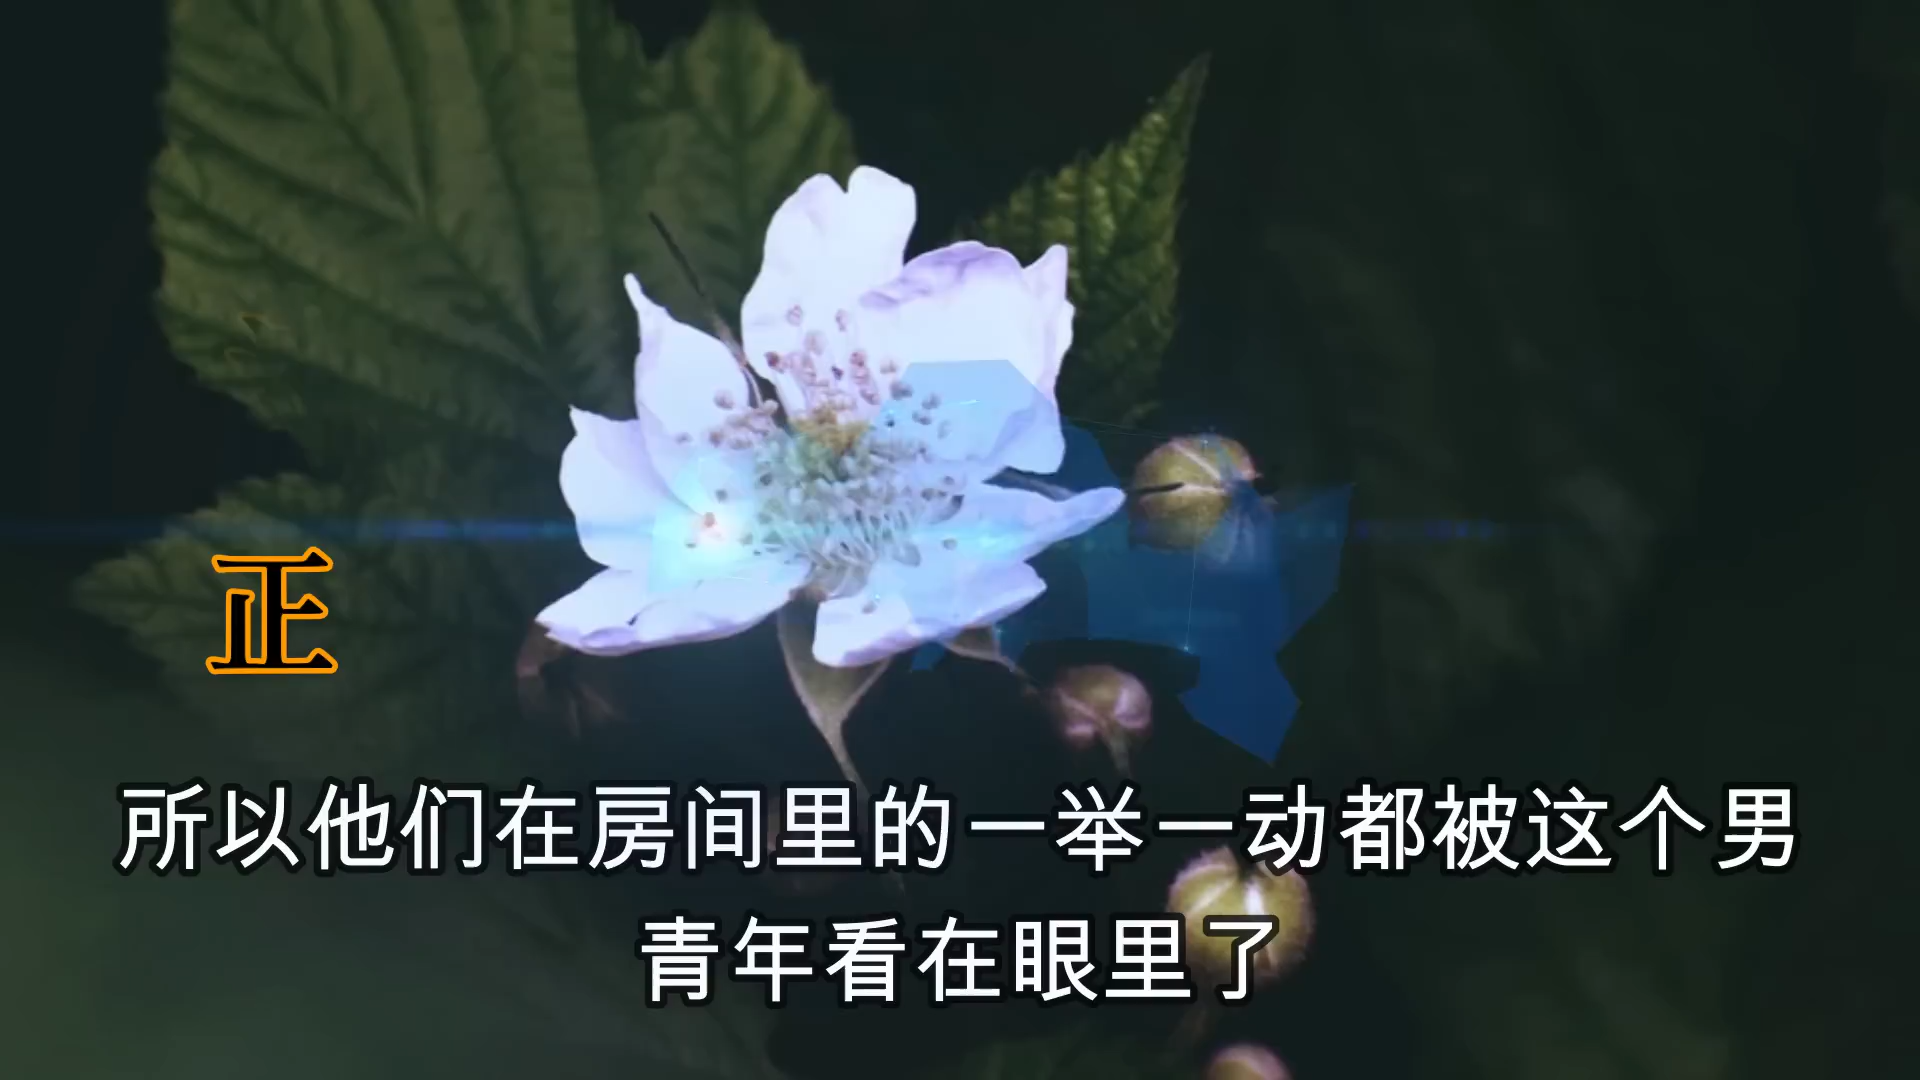 正
所以他们在房间里的一举一动都被这个男
青年看在眼里了